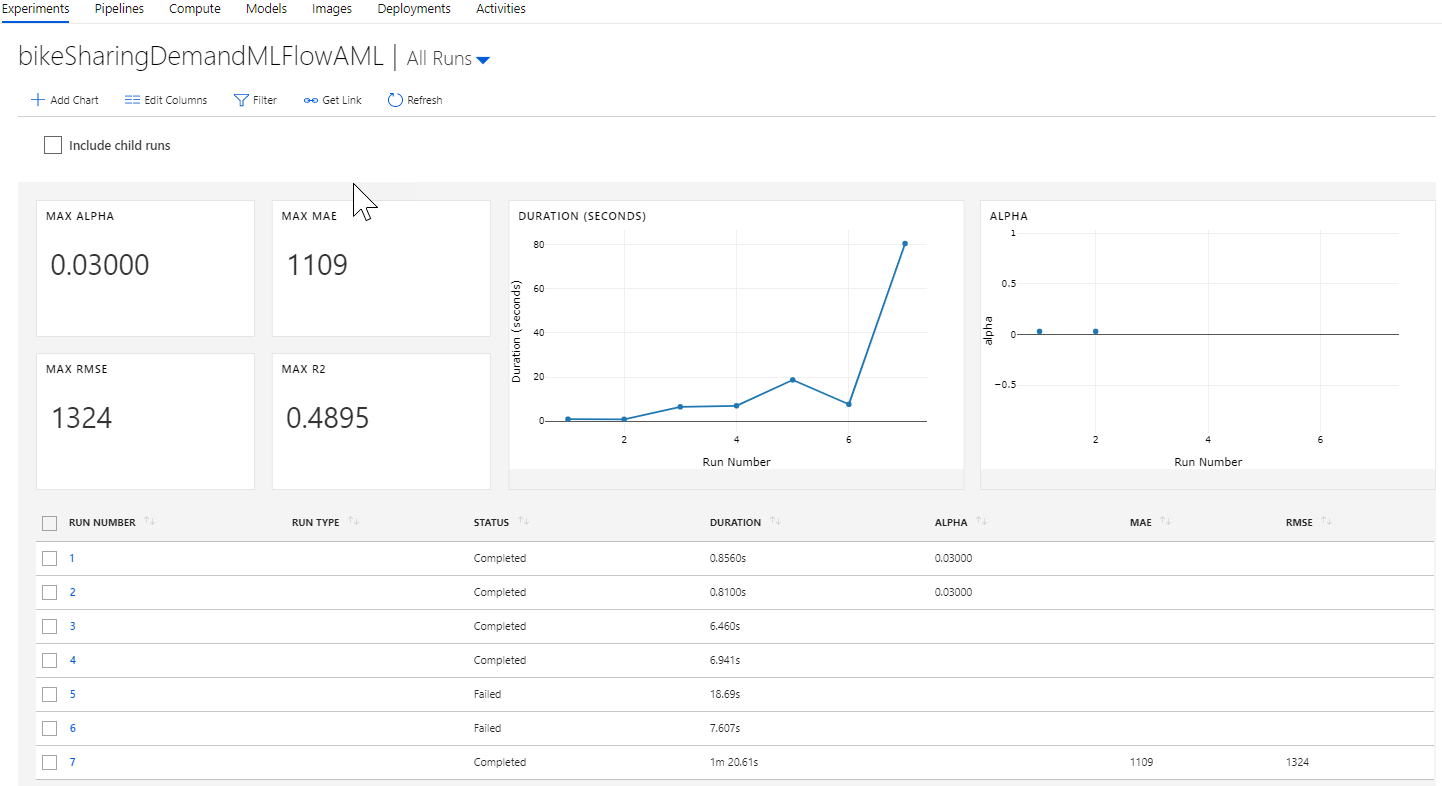 Experiments Pipelines Compute Models Images Deployments Activities
bikeSharingDemandMLFlowAML | All Runs
Add Chart Edit Columns Filter Get Link Refresh
Include child runs
MAX ALPHA
0.03000
MAX MAE
1109
MAX RMSE
1324
MAX R2
0.4895
DURATION (SECONDS)
Duration (seconds)
80
60
40
20
0
2 4 6
Run Number
ALPHA
alpha
1
0.5
0
−0.5
2 4 6
Run Number
RUN NUMBER RUN TYPE STATUS DURATION ALPHA MAE RMSE
1 Completed 0.8560s 0.03000
2 Completed 0.8100s 0.03000
3 Completed 6.460s
4 Completed 6.941s
5 Failed 18.69s
6 Failed 7.607s
7 Completed 1m 20.61s 1109 1324